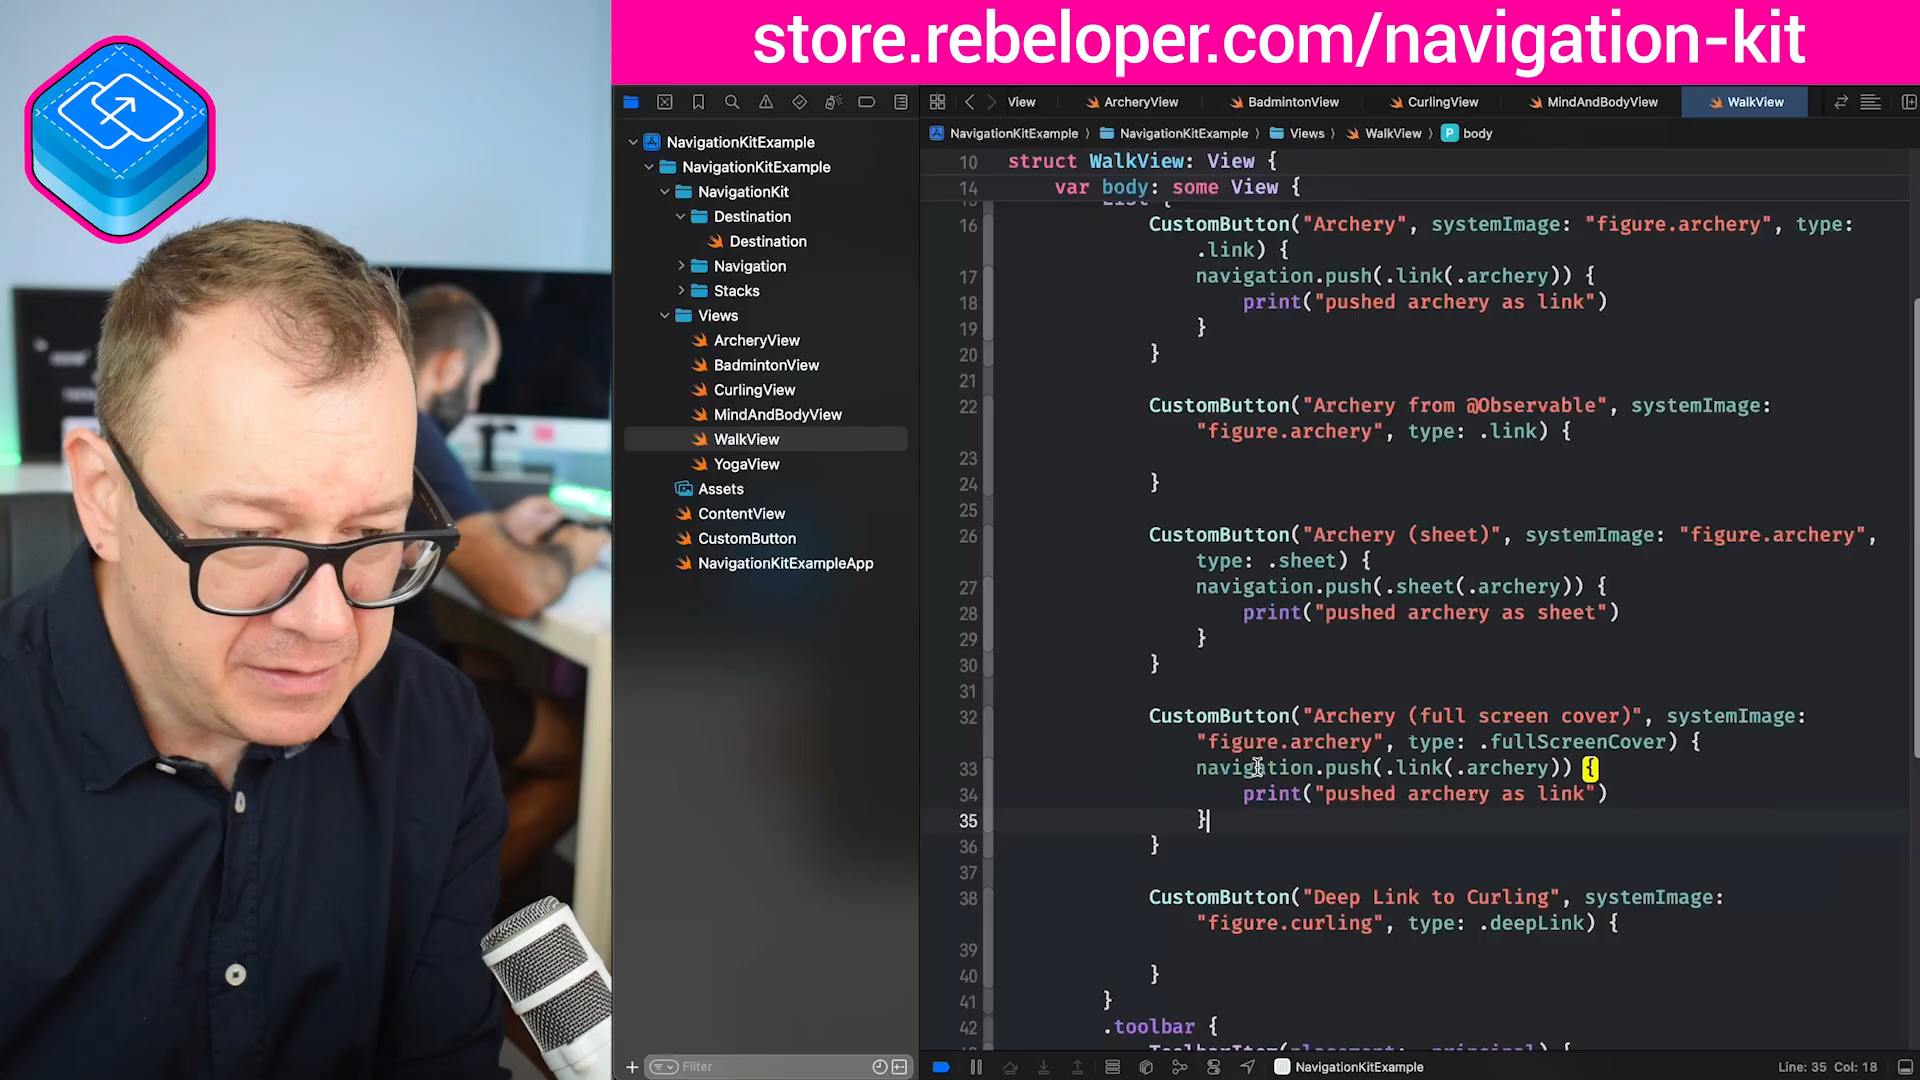 store.rebeloper.com/navigation-kit
View
ArcheryView
BadmintonView
CurlingView
MindAndBodyView
WalkView
NavigationKitExample
NavigationKitExample
Views
WalkView
P
body
NavigationKitExample
NavigationKitExample
NavigationKit
Destination
Destination
Navigation
Stacks
Views
ArcheryView
BadmintonView
CurlingView
MindAndBodyView
WalkView
YogaView
Assets
ContentView
CustomButton
NavigationKitExampleApp
Filter
10 struct WalkView: View {
14 var body: some View {
15 List {
16 CustomButton("Archery", systemImage: "figure.archery", type:
.link) {
17 navigation.push(.link(.archery)) {
18 print("pushed archery as link")
19 }
20 }
21
22 CustomButton("Archery from @Observable", systemImage:
"figure.archery", type: .link) {
23
24 }
25
26 CustomButton("Archery (sheet)", systemImage: "figure.archery",
type: .sheet) {
27 navigation.push(.sheet(.archery)) {
28 print("pushed archery as sheet")
29 }
30 }
31
32 CustomButton("Archery (full screen cover)", systemImage:
"figure.archery", type: .fullScreenCover) {
33 navigation.push(.link(.archery)) {
34 print("pushed archery as link")
35 }
36 }
37
38 CustomButton("Deep Link to Curling", systemImage:
"figure.curling", type: .deepLink) {
39
40 }
41 }
42 .toolbar {
ToolbarItem(placement: .principal) {
NavigationKitExample
Line: 35 Col: 18